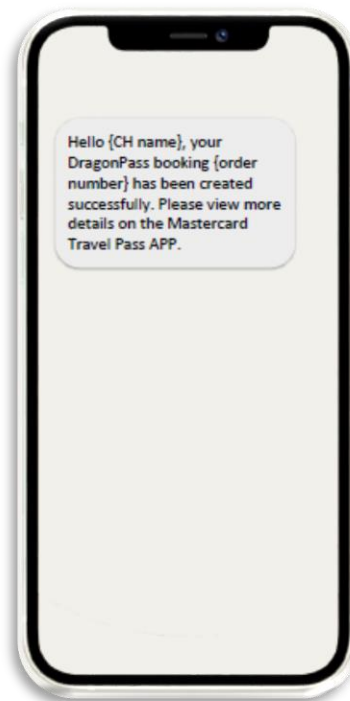 Hello {CH name}, your
DragonPass booking {order
number} has been created
successfully. Please view more
details on the Mastercard
Travel Pass APP.